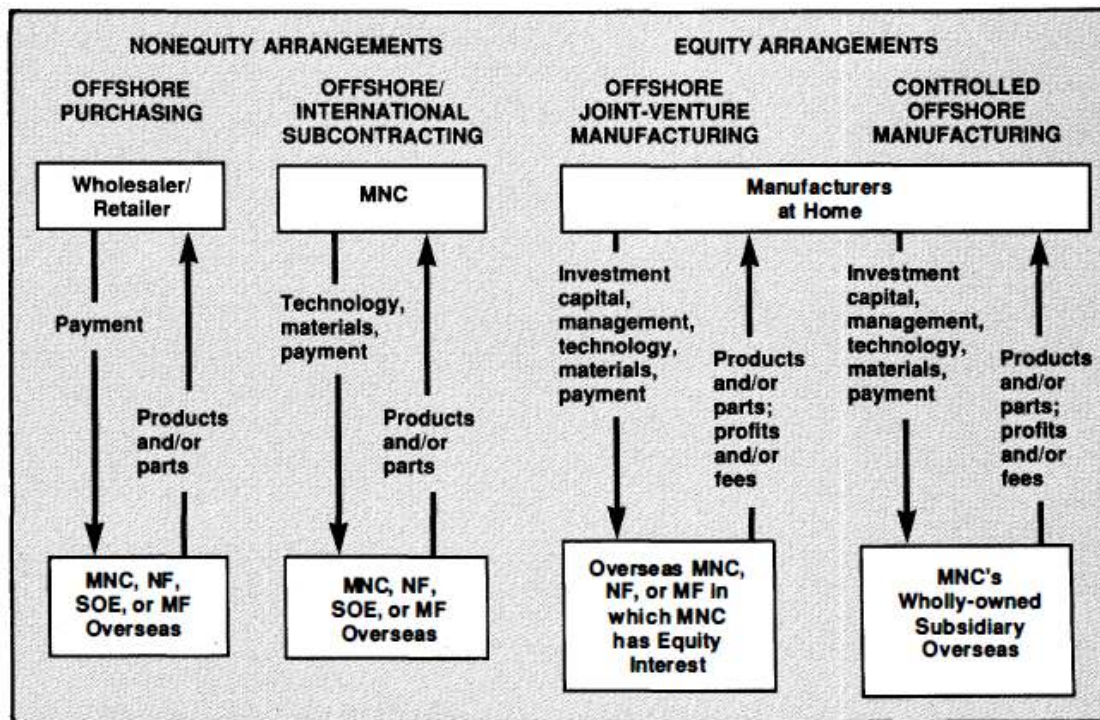 NONEQUITY ARRANGEMENTS
EQUITY ARRANGEMENTS
OFFSHORE
PURCHASING
OFFSHORE/
INTERNATIONAL
SUBCONTRACTING
OFFSHORE
JOINT-VENTURE
MANUFACTURING
CONTROLLED
OFFSHORE
MANUFACTURING
Wholesaler/
Retailer
MNC
Manufacturers
at Home
Payment
Products
and/or
parts
Technology,
materials,
payment
Products
and/or
parts
Investment
capital,
management,
technology,
materials,
payment
Products
and/or
parts;
profits
and/or
fees
Investment
capital,
management,
technology,
materials,
payment
Products
and/or
parts;
profits
and/or
fees
MNC, NF,
SOE, or MF
Overseas
MNC, NF,
SOE, or MF
Overseas
Overseas MNC,
NF, or MF in
which MNC
has Equity
Interest
MNC's
Wholly-owned
Subsidiary
Overseas